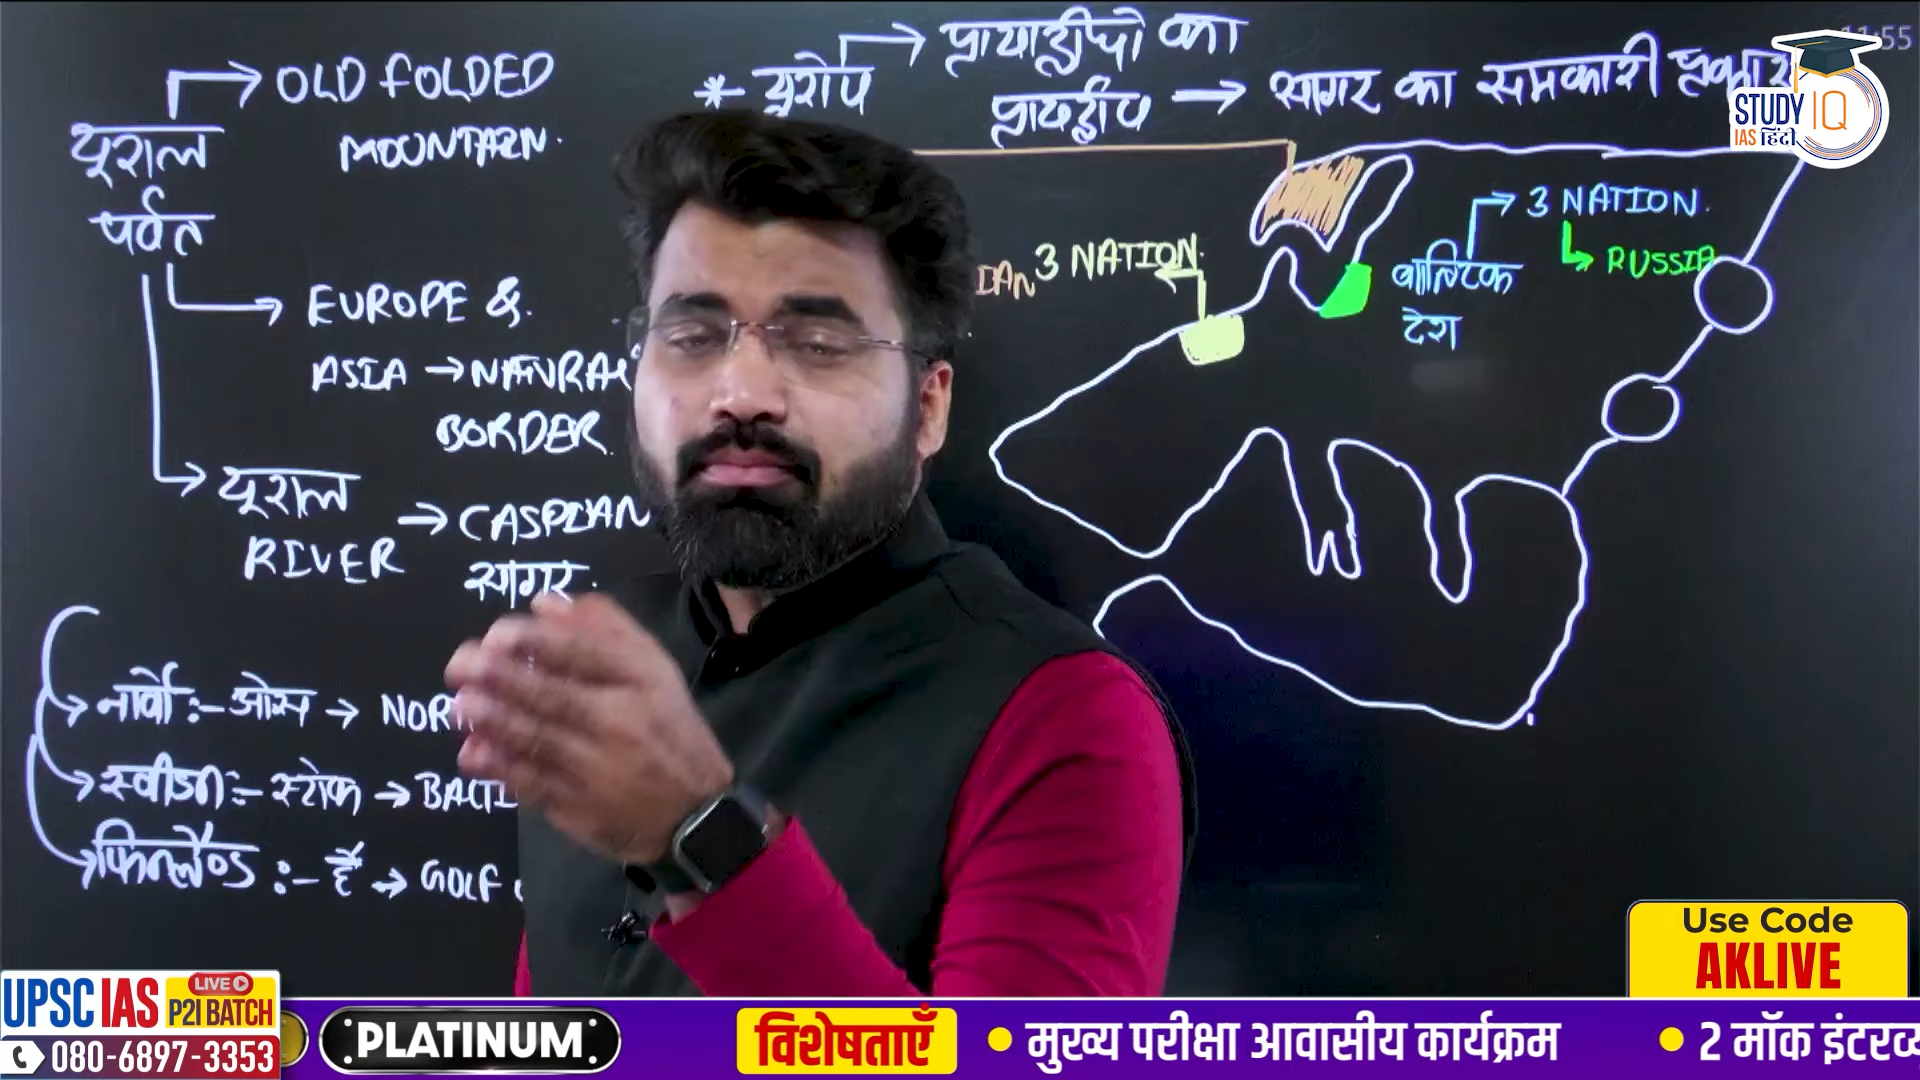 OLD FOLDED
MOUNTAIN.
यूराल
पर्वत
EUROPE &
ASIA → NATURAL
BORDER
यूराल
RIVER → CASPIAN
सागर.
नार्वे :- ओस → NOR
स्वीडन :- स्टोक → BALTI
फिनलैण्ड :- है → GOLF
* यूरोप → प्रायद्वीपो का
प्रायद्वीप → सागर का समकारी
3 NATION.
बाल्टिक
देश
3 NATION.
RUSSIA
:55
STUDY IQ
IAS हिंदी
Use Code
AKLIVE
UPSC IAS LIVE
P2I BATCH
080-6897-3353
PLATINUM
विशेषताएँ
• मुख्य परीक्षा आवासीय कार्यक्रम
• 2 मॉक इंटरव्